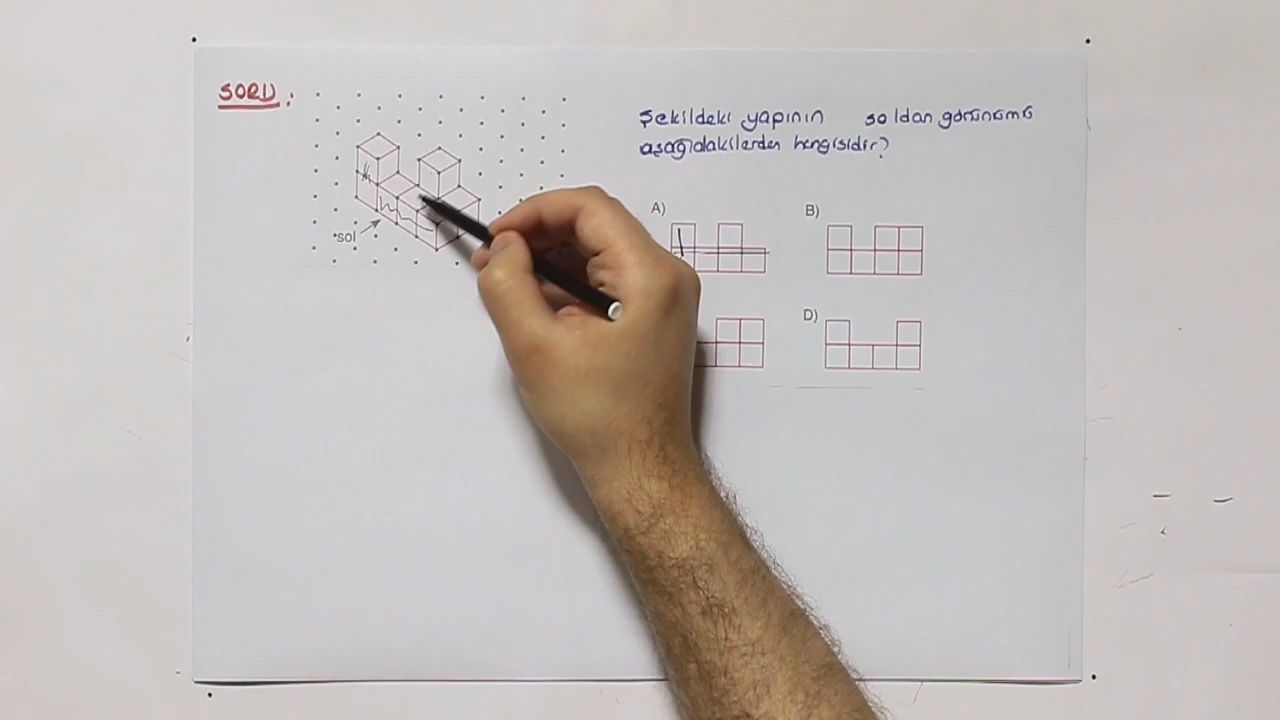 SORU:
Şekildeki yapının soldan görünümü
aşağıdakilerden hangisidir?
A)
B)
D)
sol